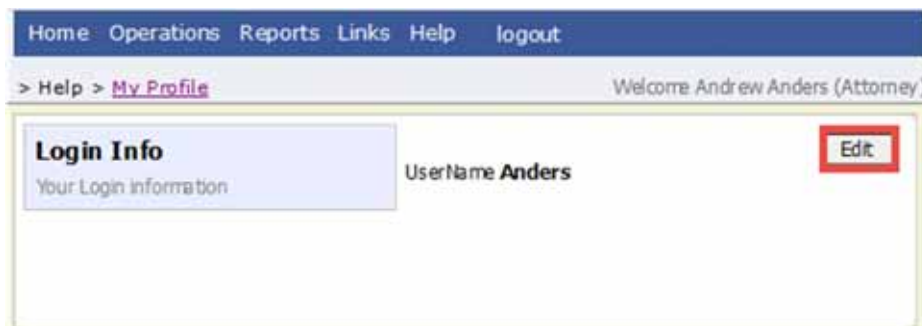 Home Operations Reports Links Help logout
> Help > My Profile Welcome Andrew Anders (Attorney)
Login Info
Your Login information
UserName Anders
Edit